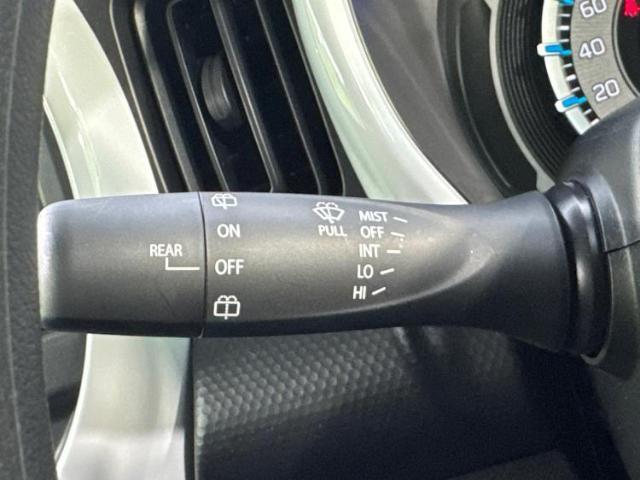 REAR
ON
OFF
PULL
MIST
OFF
INT
LO
HI
60
40
20